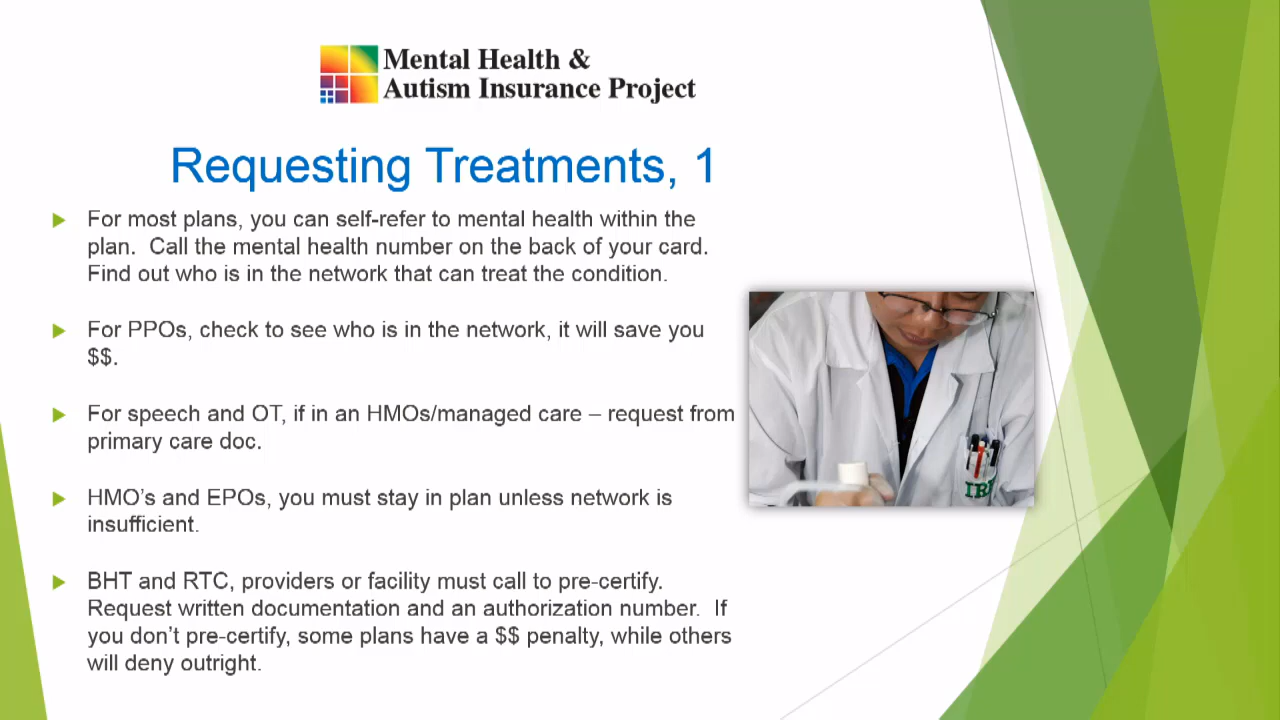 Mental Health &
Autism Insurance Project
Requesting Treatments, 1
For most plans, you can self-refer to mental health within the
plan.  Call the mental health number on the back of your card.
Find out who is in the network that can treat the condition.
For PPOs, check to see who is in the network, it will save you
$$.
For speech and OT, if in an HMOs/managed care – request from
primary care doc.
HMO's and EPOs, you must stay in plan unless network is
insufficient.
BHT and RTC, providers or facility must call to pre-certify.
Request written documentation and an authorization number.  If
you don't pre-certify, some plans have a $$ penalty, while others
will deny outright.